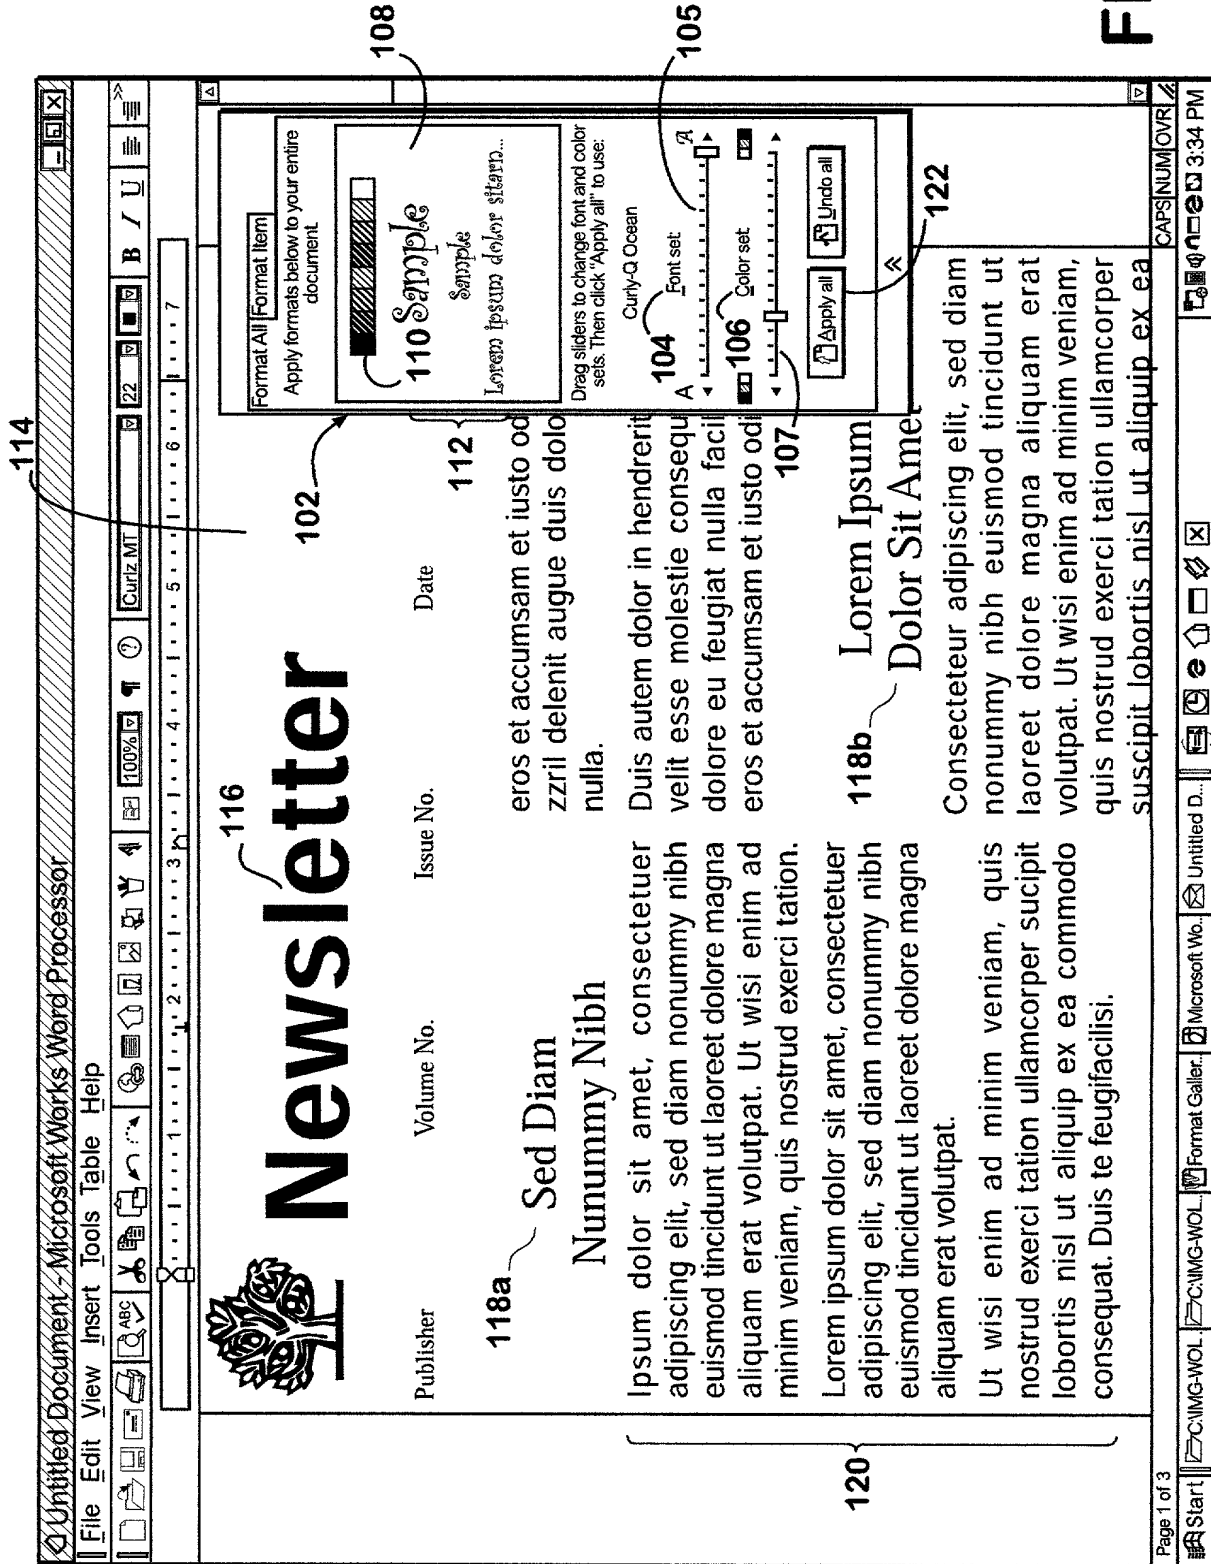 114
Untitled Document - Microsoft Works Word Processor
File Edit View Insert Tools Table Help
ABC
100%
Curlz MT
22
B I U
1 2 3 4 5 6 7
116
Newsletter
Publisher
Volume No.
Issue No.
Date
118a
Sed Diam
Nunummy Nibh
Ipsum dolor sit amet, consectetuer
adipiscing elit, sed diam nonummy nibh
euismod tincidunt ut laoreet dolore magna
aliquam erat volutpat. Ut wisi enim ad
minim veniam, quis nostrud exerci tation.
Lorem ipsum dolor sit amet, consectetuer
adipiscing elit, sed diam nonummy nibh
euismod tincidunt ut laoreet dolore magna
aliquam erat volutpat.
Ut wisi enim ad minim veniam, quis
nostrud exerci tation ullamcorper sucipit
lobortis nisl ut aliquip ex ea commodo
consequat. Duis te feugifacilisi.
120
eros et accumsam et iusto od
zzril delenit augue duis dolo
nulla.
Duis autem dolor in hendrerit
velit esse molestie consequ
dolore eu feugiat nulla facil
eros et accumsam et iusto odi
118b
Lorem Ipsum
Dolor Sit Amet
Consecteteur adipiscing elit, sed diam
nonummy nibh euismod tincidunt ut
laoreet dolore magna aliquam erat
volutpat. Ut wisi enim ad minim veniam,
quis nostrud exerci tation ullamcorper
suscipit lobortis nisl ut aliquip ex ea
102
Format All Format Item
Apply formats below to your entire
document.
108
110
Sample
Sample
Lorem ipsum dolor sitam...
112
Drag sliders to change font and color
sets. Then click "Apply all" to use:
Curly-Q Ocean
104
Font set
105
A A
106
Color set
107
Apply all
Undo all
122
Page 1 of 3
CAPS NUM OVR
Start
C:\IMG-WOL...
C:\IMG-WOL...
Format Galler...
Microsoft Wo...
Untitled D...
3:34 PM